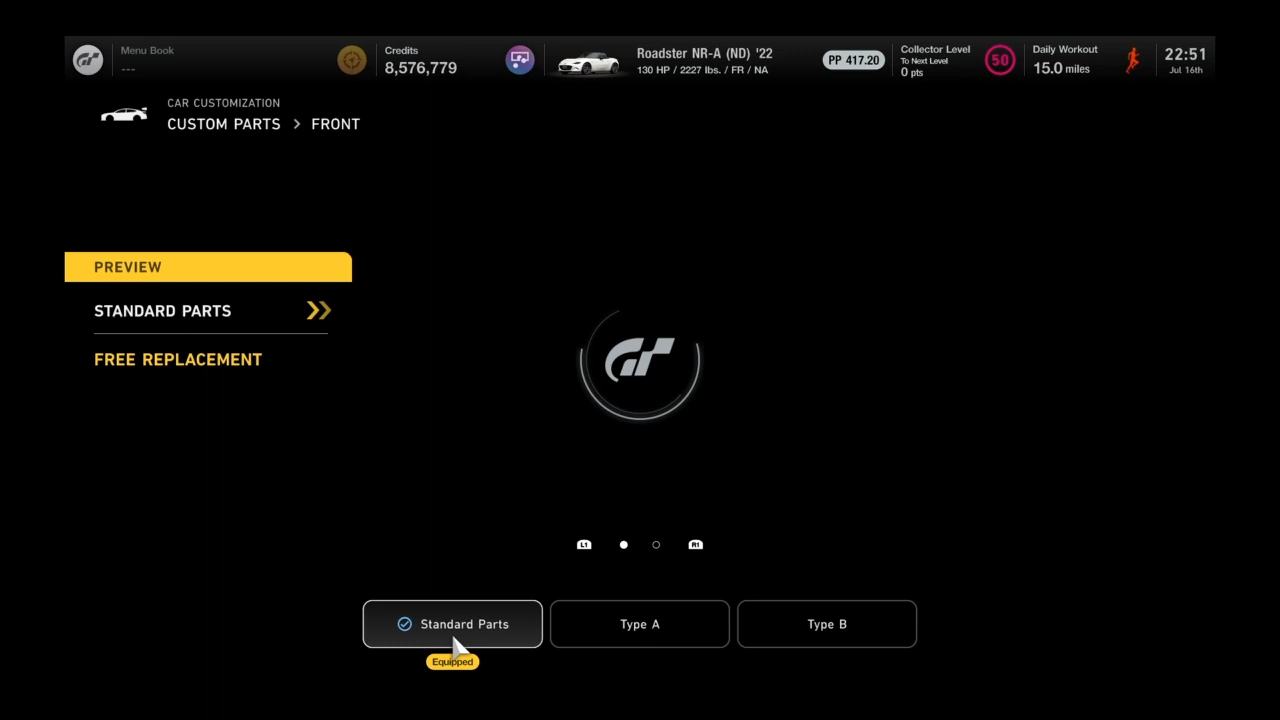 Menu Book
---
Credits
8,576,779
Roadster NR-A (ND) '22
130 HP / 2227 lbs. / FR / NA
PP 417.20
Collector Level
To Next Level
0 pts
50
Daily Workout
15.0 miles
22:51
Jul 16th
CAR CUSTOMIZATION
CUSTOM PARTS > FRONT
PREVIEW
STANDARD PARTS
FREE REPLACEMENT
L1
R1
Standard Parts
Type A
Type B
Equipped